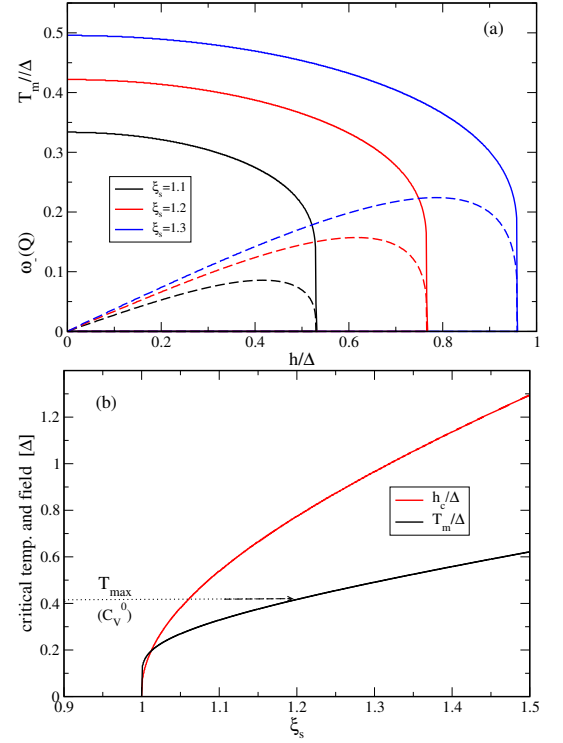 (a)
T_m//Δ
ω_-(Q)
0.5
0.4
0.3
0.2
0.1
0
ξ_s=1.1
ξ_s=1.2
ξ_s=1.3
0 0.2 0.4 0.6 0.8 1
h/Δ
(b)
critical temp. and field [Δ]
1.2
1
0.8
0.6
0.4
0.2
0
h_c/Δ
T_m/Δ
T_max
(C_V^0)
0.9 1 1.1 1.2 1.3 1.4 1.5
ξ_s